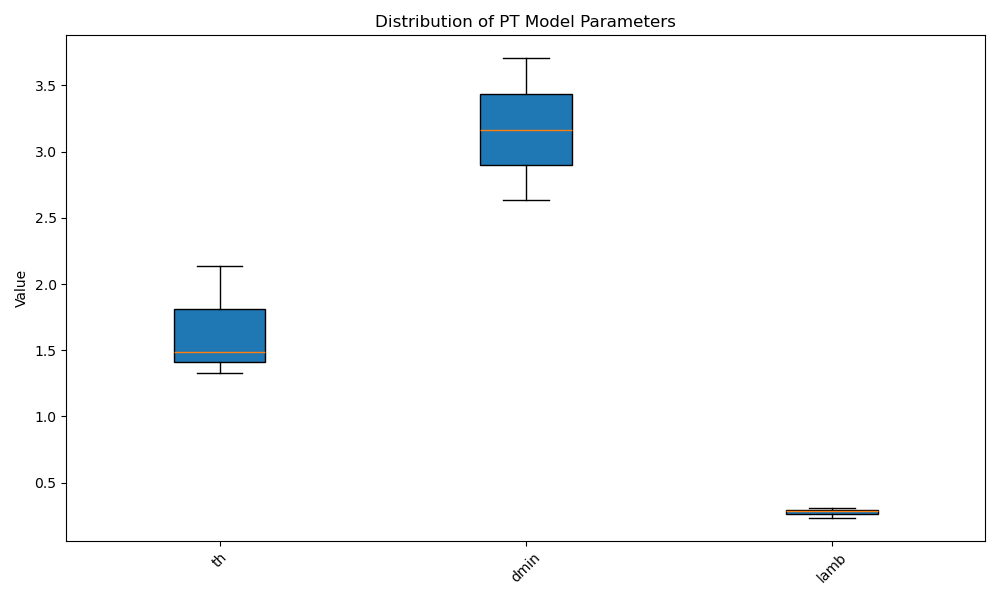 Distribution of PT Model Parameters
Value
3.5
3.0
2.5
2.0
1.5
1.0
0.5
th
dmin
lamb